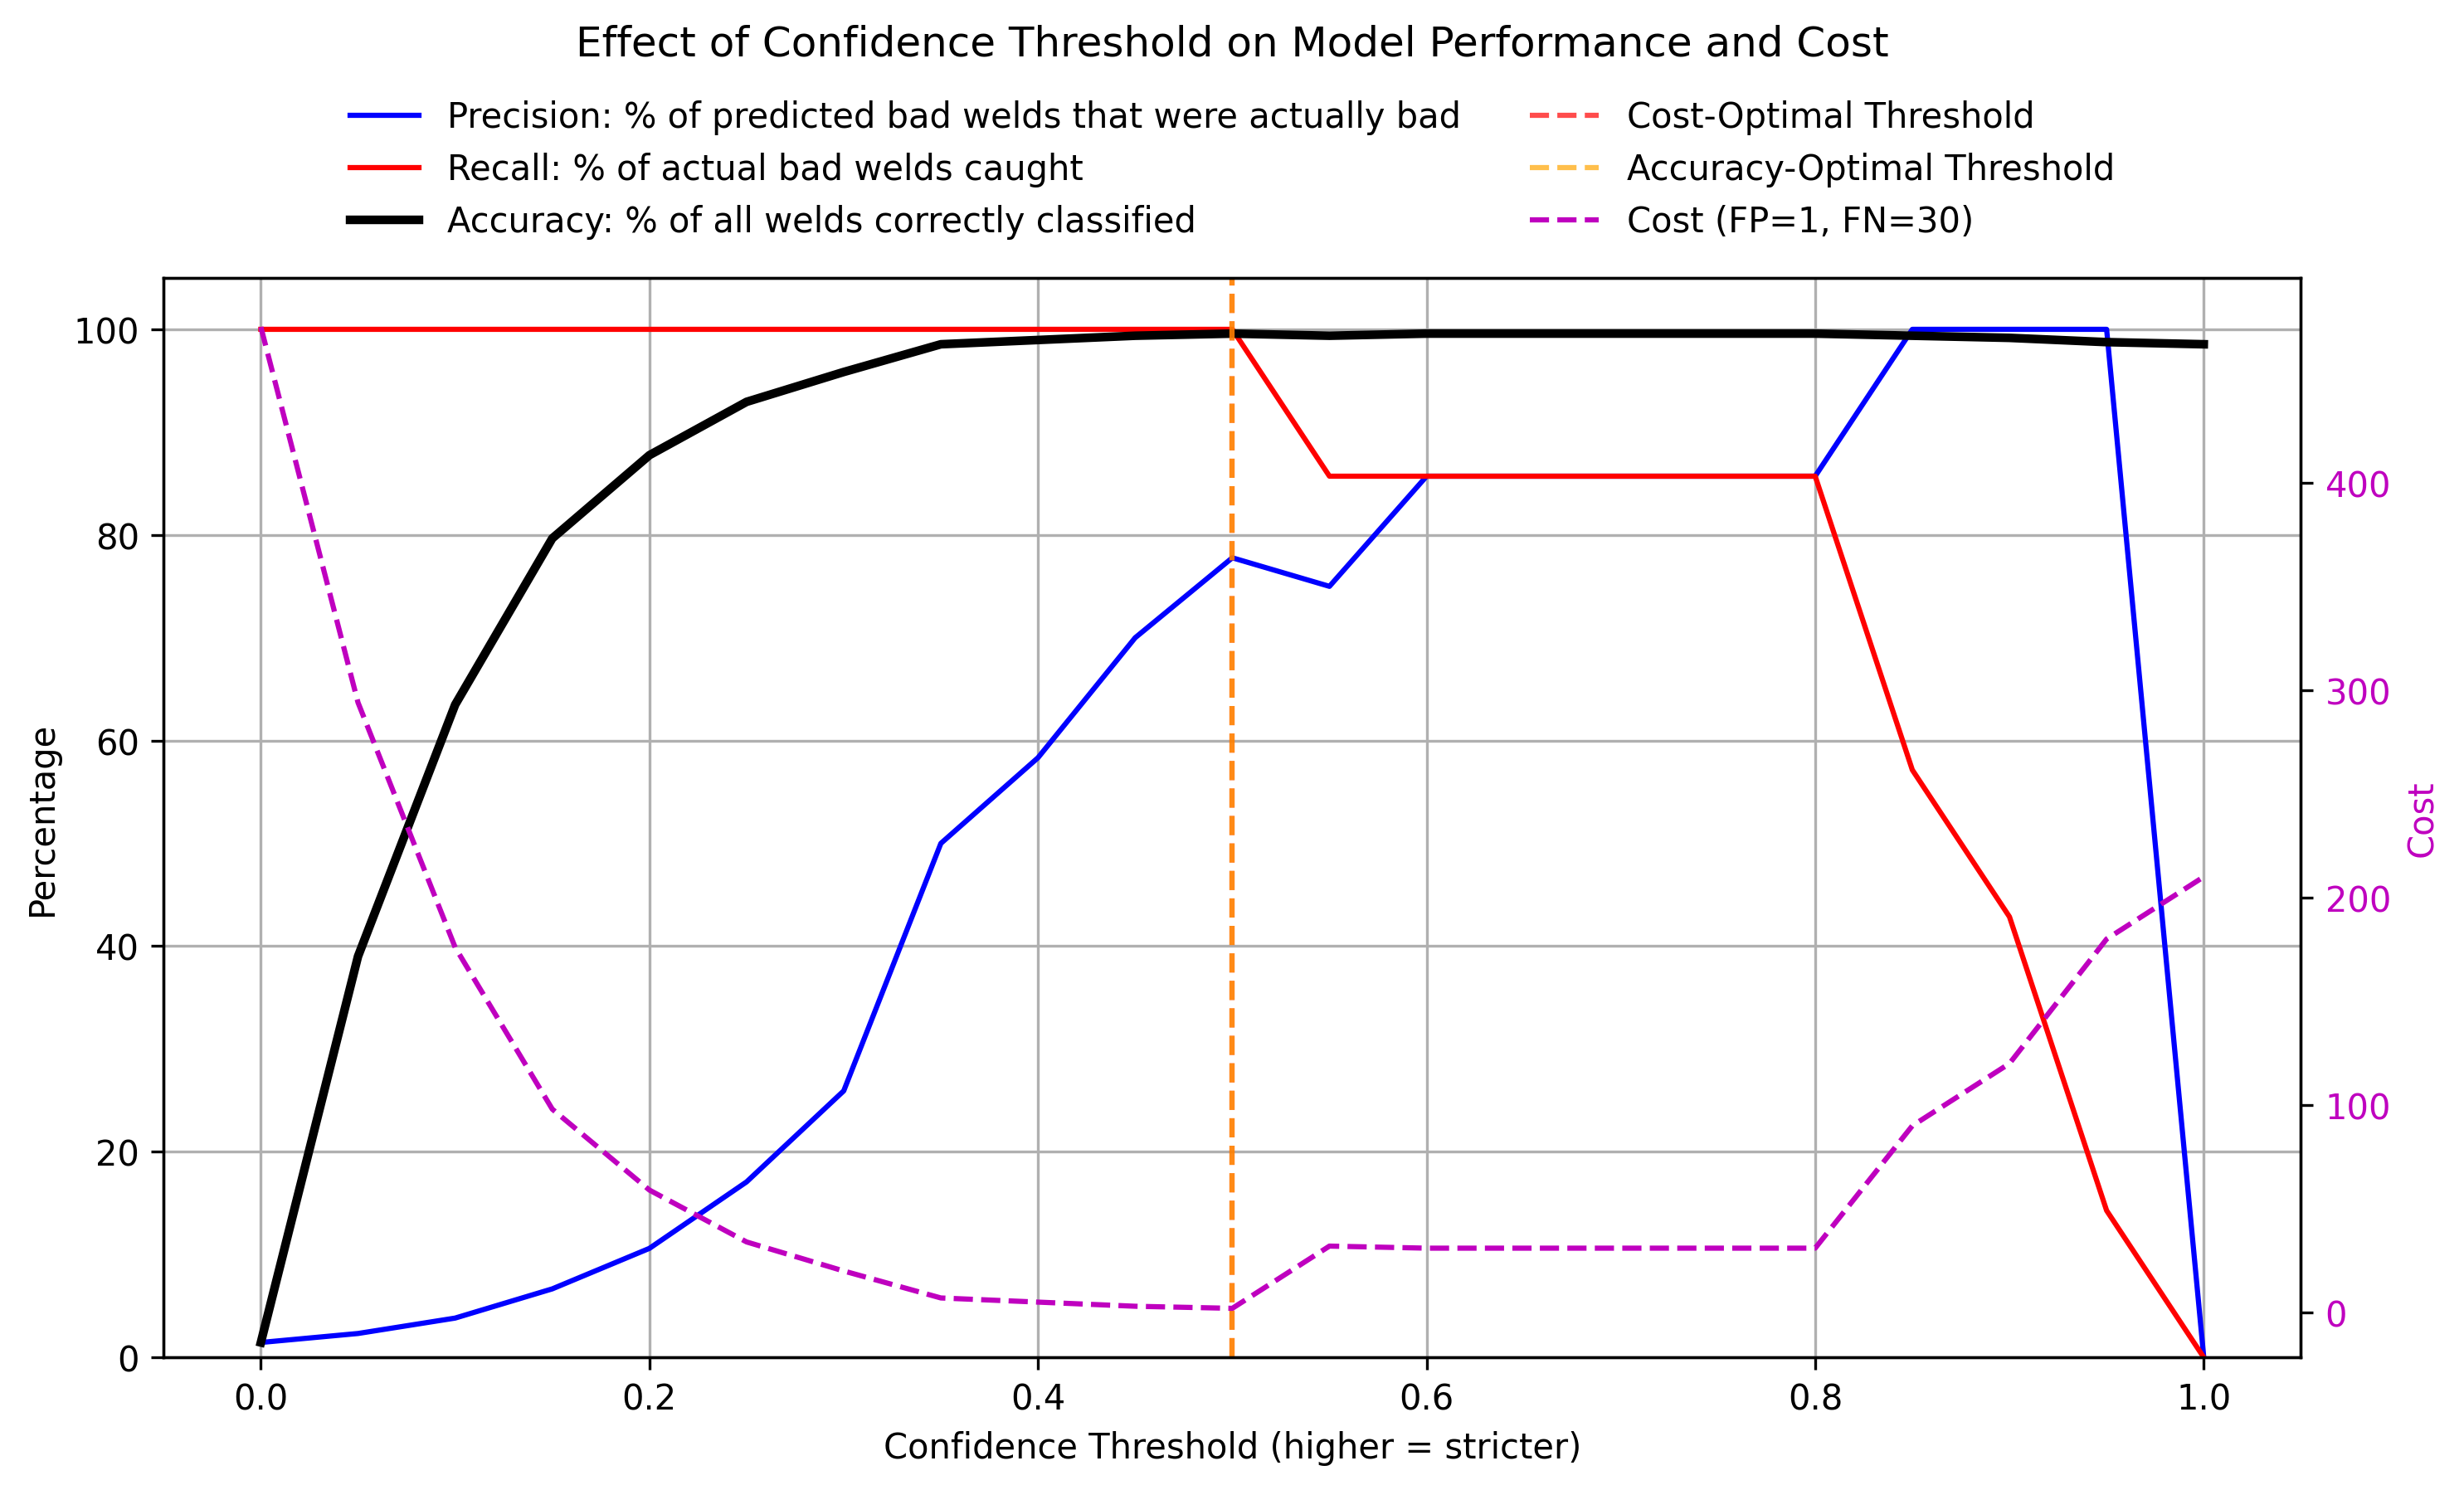 Effect of Confidence Threshold on Model Performance and Cost
Precision: % of predicted bad welds that were actually bad
Recall: % of actual bad welds caught
Accuracy: % of all welds correctly classified
Cost-Optimal Threshold
Accuracy-Optimal Threshold
Cost (FP=1, FN=30)
Percentage
100
80
60
40
20
0
0.0 0.2 0.4 0.6 0.8 1.0
Confidence Threshold (higher = stricter)
400
300
200
100
0
Cost